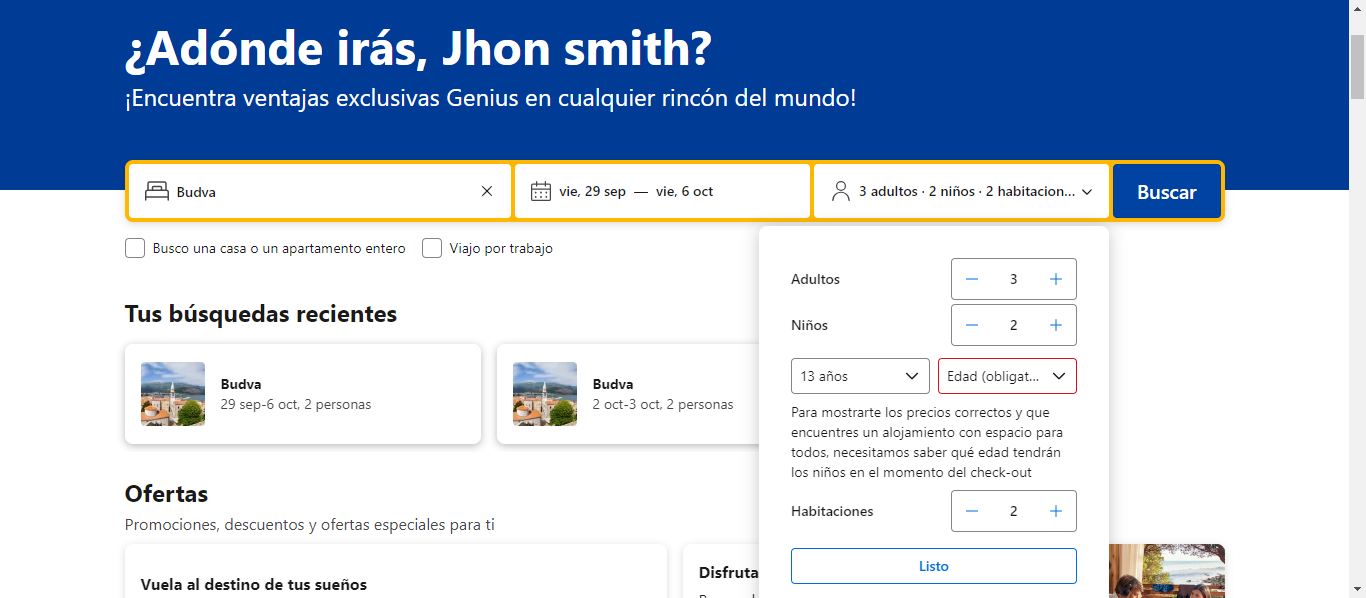 ¿Adónde irás, Jhon smith?
¡Encuentra ventajas exclusivas Genius en cualquier rincón del mundo!
Budva
vie, 29 sep — vie, 6 oct
3 adultos · 2 niños · 2 habitacion...
Buscar
Busco una casa o un apartamento entero
Viajo por trabajo
Adultos
3
Niños
2
13 años
Edad (obligat...
Para mostrarte los precios correctos y que
encuentres un alojamiento con espacio para
todos, necesitamos saber qué edad tendrán
los niños en el momento del check-out
Habitaciones
2
Listo
Tus búsquedas recientes
Budva
29 sep-6 oct, 2 personas
Budva
2 oct-3 oct, 2 personas
Ofertas
Promociones, descuentos y ofertas especiales para ti
Vuela al destino de tus sueños
Disfruta